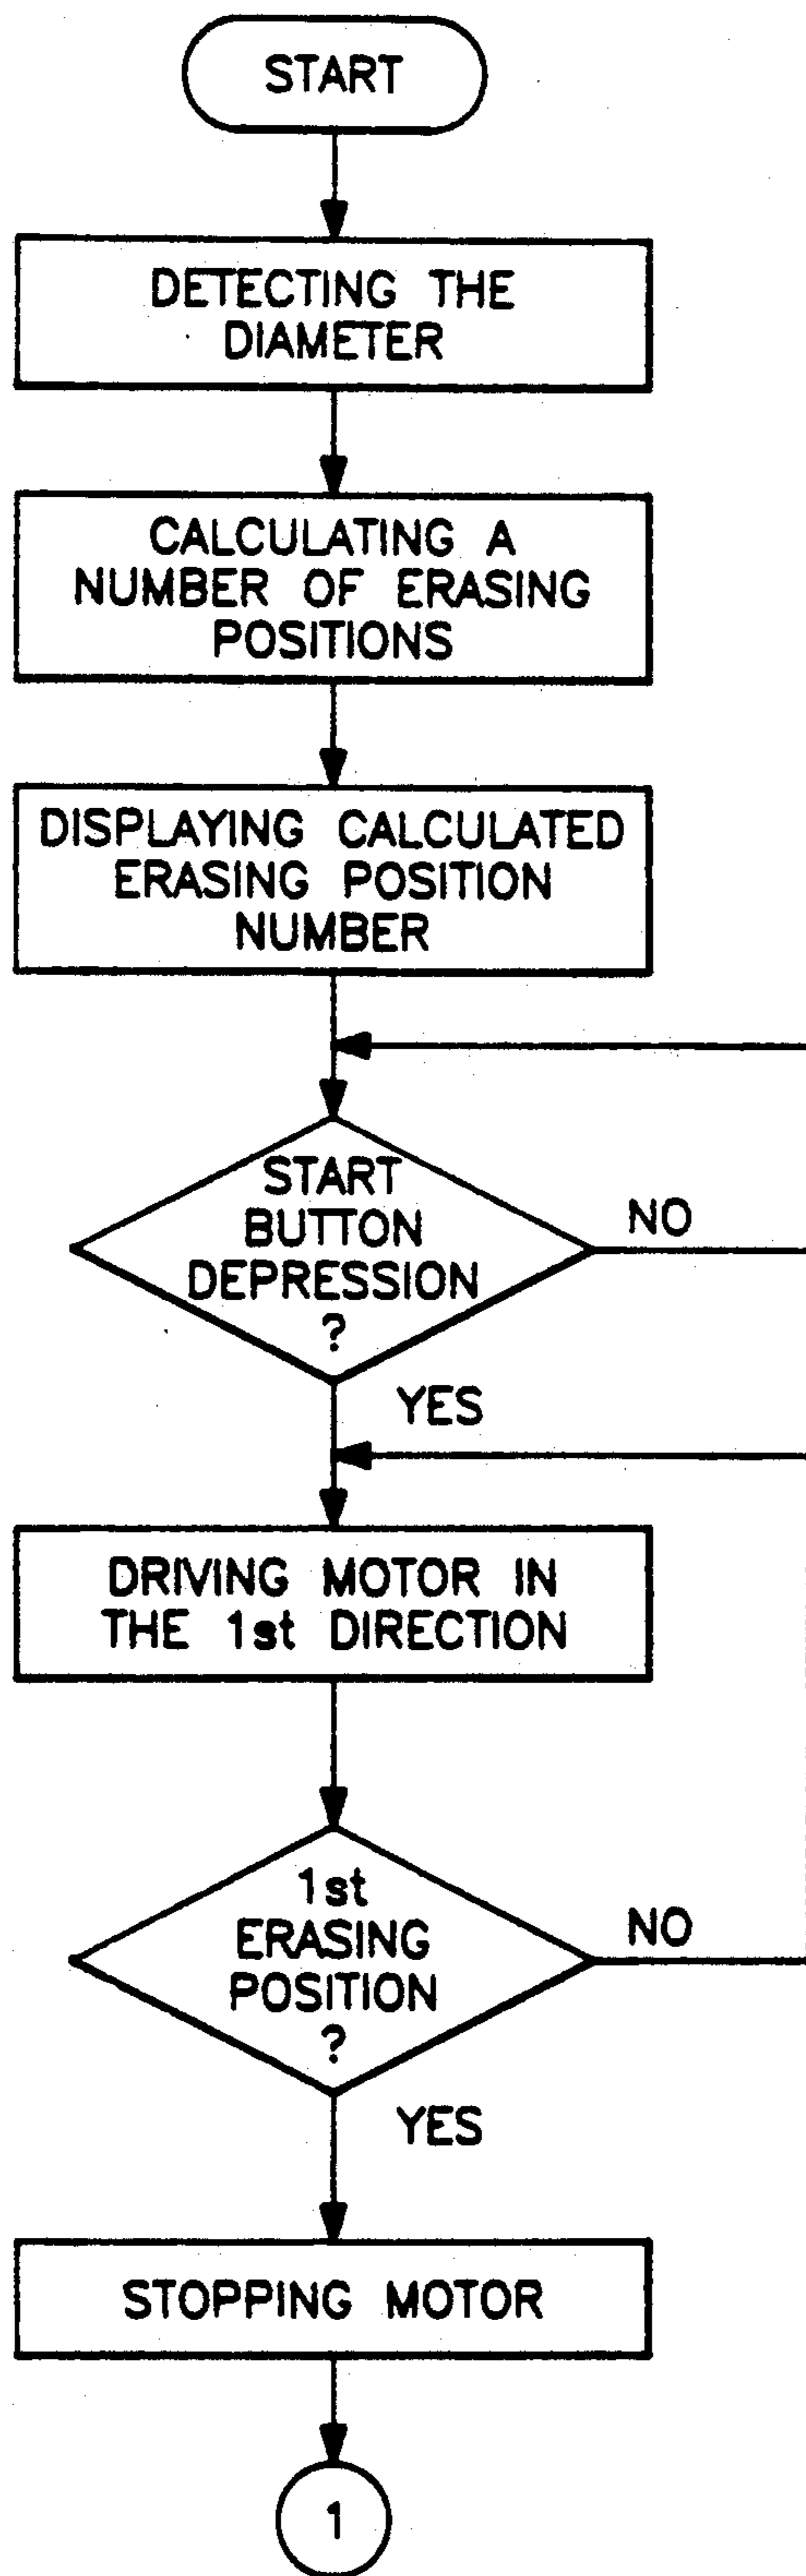 START
DETECTING THE
DIAMETER
CALCULATING A
NUMBER OF ERASING
POSITIONS
DISPLAYING CALCULATED
ERASING POSITION
NUMBER
START
BUTTON
DEPRESSION
?
NO
YES
DRIVING MOTOR IN
THE 1st DIRECTION
1st
ERASING
POSITION
?
NO
YES
STOPPING MOTOR
1